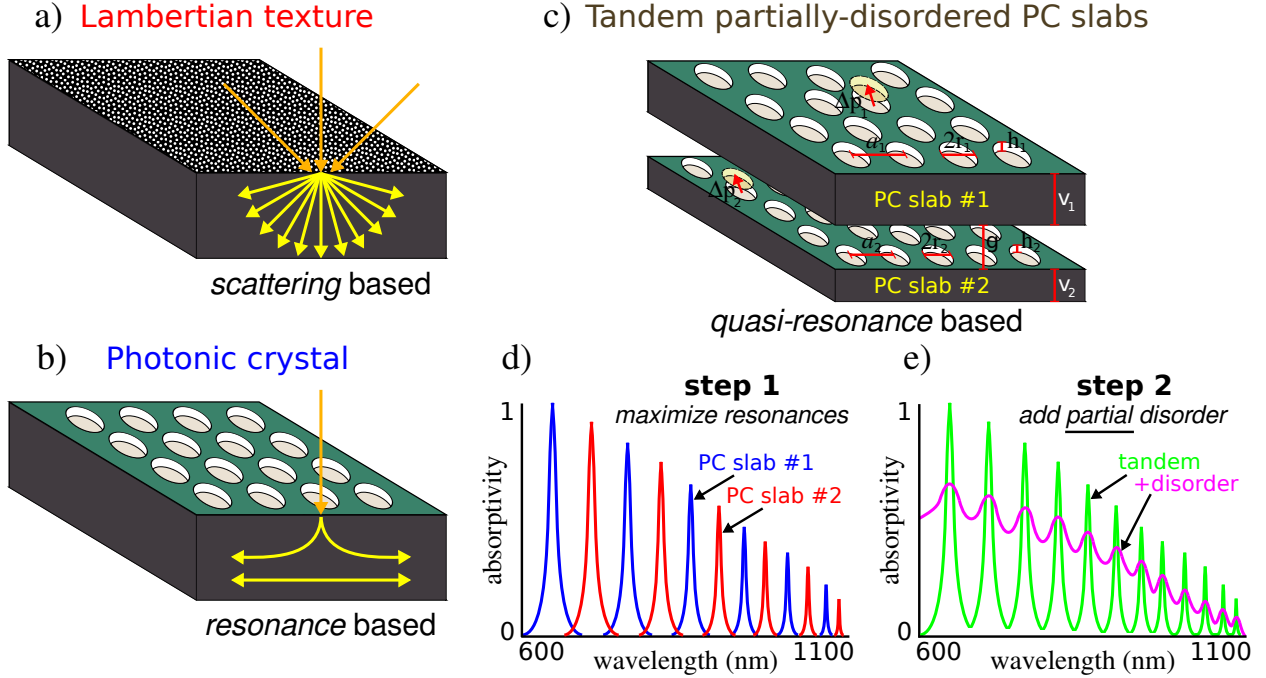 a) Lambertian texture
scattering based
b) Photonic crystal
resonance based
c) Tandem partially-disordered PC slabs
Δp₁
a₁
2r₁
h₁
PC slab #1
v₁
Δp₂
a₂
2r₂
g
h₂
PC slab #2
v₂
quasi-resonance based
d)
step 1
maximize resonances
1
absorptivity
PC slab #1
PC slab #2
0
600
wavelength (nm)
1100
e)
step 2
add partial disorder
1
absorptivity
tandem
+disorder
0
600
wavelength (nm)
1100